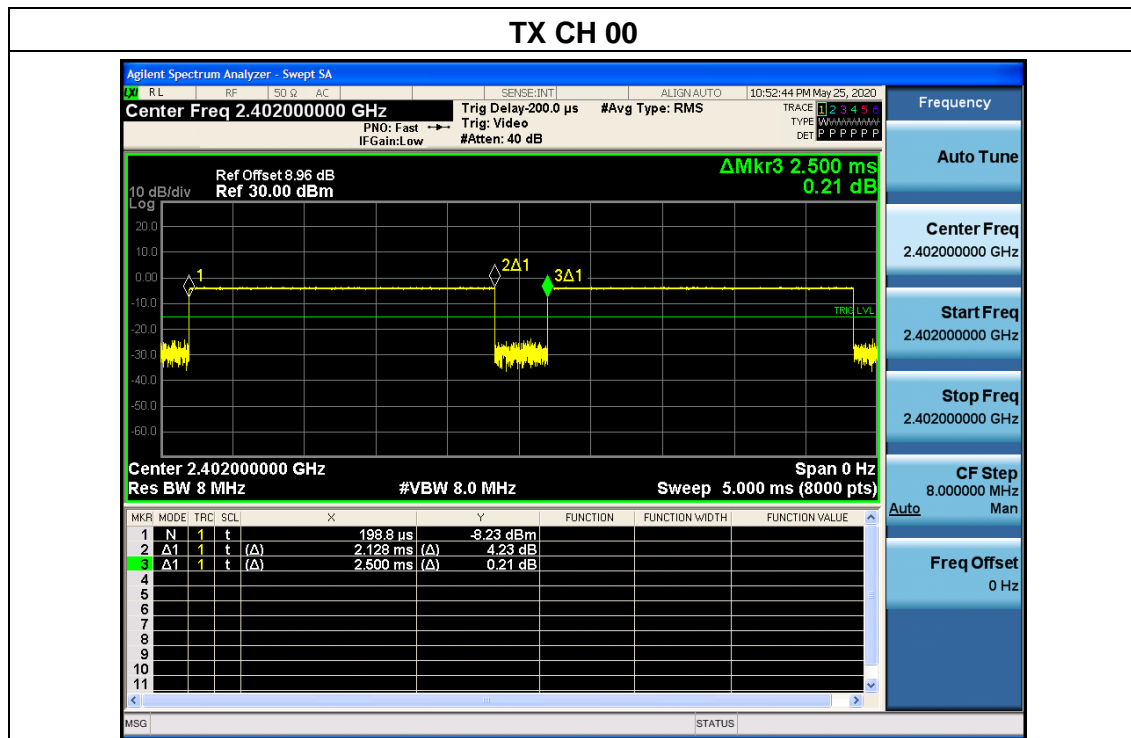 TX CH 00
Agilent Spectrum Analyzer - Swept SA
LXI RL RF 50 Ω AC SENSE:INT ALIGN AUTO 10:52:44 PM May 25, 2020
Center Freq 2.402000000 GHz
PNO: Fast
IFGain:Low
Trig Delay-200.0 µs
Trig: Video
#Atten: 40 dB
#Avg Type: RMS
TRACE 1 2 3 4 5 6
TYPE WWWWWW
DET P P P P P P
ΔMkr3 2.500 ms
0.21 dB
Ref Offset 8.96 dB
10 dB/div Ref 30.00 dBm
Log
20.0
10.0
0.00
-10.0
-20.0
-30.0
-40.0
-50.0
-60.0
1
2Δ1
3Δ1
TRIG LVL
Center 2.402000000 GHz Span 0 Hz
Res BW 8 MHz #VBW 8.0 MHz Sweep 5.000 ms (8000 pts)
MKR MODE TRC SCL X Y FUNCTION FUNCTION WIDTH FUNCTION VALUE
1 N 1 t 198.8 µs -8.23 dBm
2 Δ1 1 t (Δ) 2.128 ms (Δ) 4.23 dB
3 Δ1 1 t (Δ) 2.500 ms (Δ) 0.21 dB
4
5
6
7
8
9
10
11
MSG STATUS
Frequency
Auto Tune
Center Freq
2.402000000 GHz
Start Freq
2.402000000 GHz
Stop Freq
2.402000000 GHz
CF Step
8.000000 MHz
Auto Man
Freq Offset
0 Hz